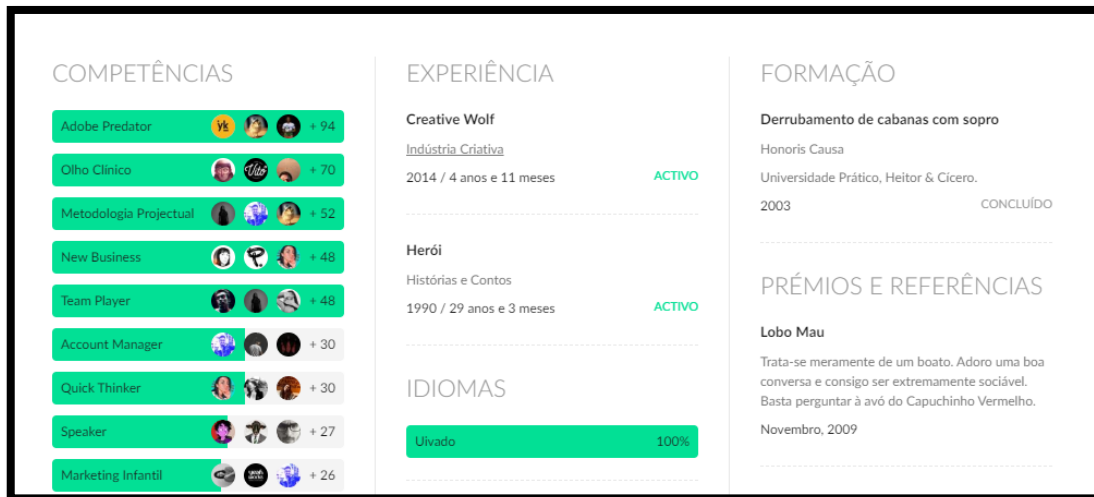 COMPETÊNCIAS
Adobe Predator + 94
Olho Clínico + 70
Metodologia Projectual + 52
New Business + 48
Team Player + 48
Account Manager + 30
Quick Thinker + 30
Speaker + 27
Marketing Infantil + 26
EXPERIÊNCIA
Creative Wolf
Indústria Criativa
2014 / 4 anos e 11 meses ACTIVO
Herói
Histórias e Contos
1990 / 29 anos e 3 meses ACTIVO
IDIOMAS
Uivado 100%
FORMAÇÃO
Derrubamento de cabanas com sopro
Honoris Causa
Universidade Prático, Heitor & Cícero.
2003 CONCLUÍDO
PRÉMIOS E REFERÊNCIAS
Lobo Mau
Trata-se meramente de um boato. Adoro uma boa
conversa e consigo ser extremamente sociável.
Basta perguntar à avó do Capuchinho Vermelho.
Novembro, 2009